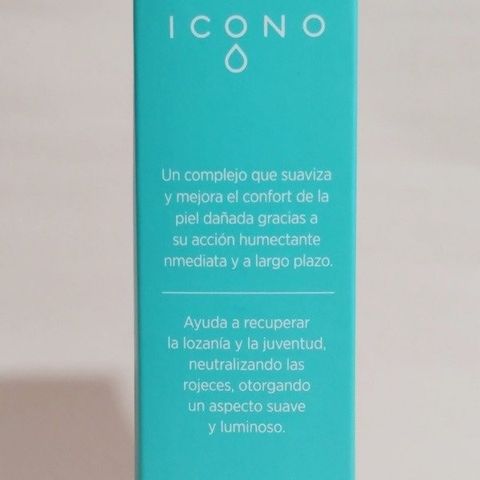 ICONO
Un complejo que suaviza
y mejora el confort de la
piel dañada gracias a
su acción humectante
nmediata y a largo plazo.
Ayuda a recuperar
la lozanía y la juventud,
neutralizando las
rojeces, otorgando
un aspecto suave
y luminoso.